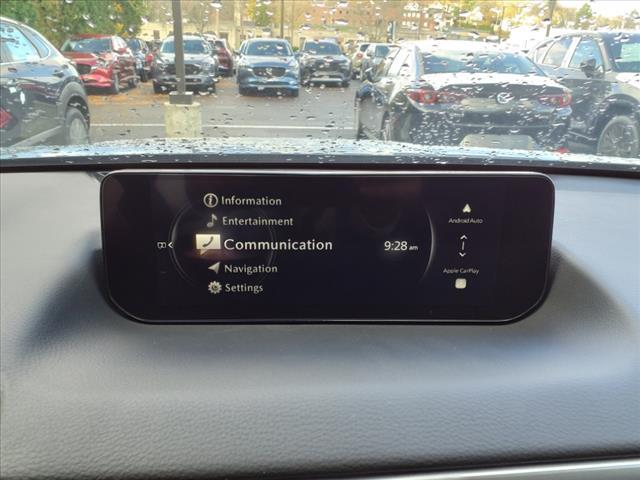 Information
Entertainment
Communication
9:28 am
Navigation
Settings
Android Auto
Apple CarPlay